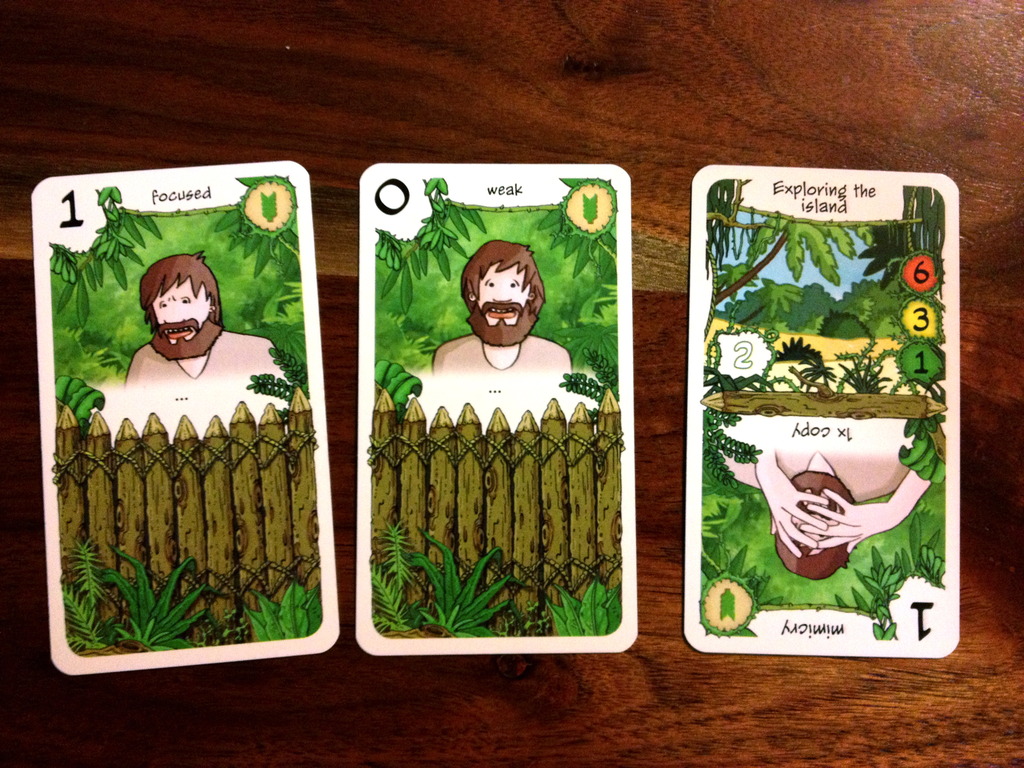 1
focused
...
0
weak
...
Exploring the
island
6
3
2
1
1x copy
mimicry
1